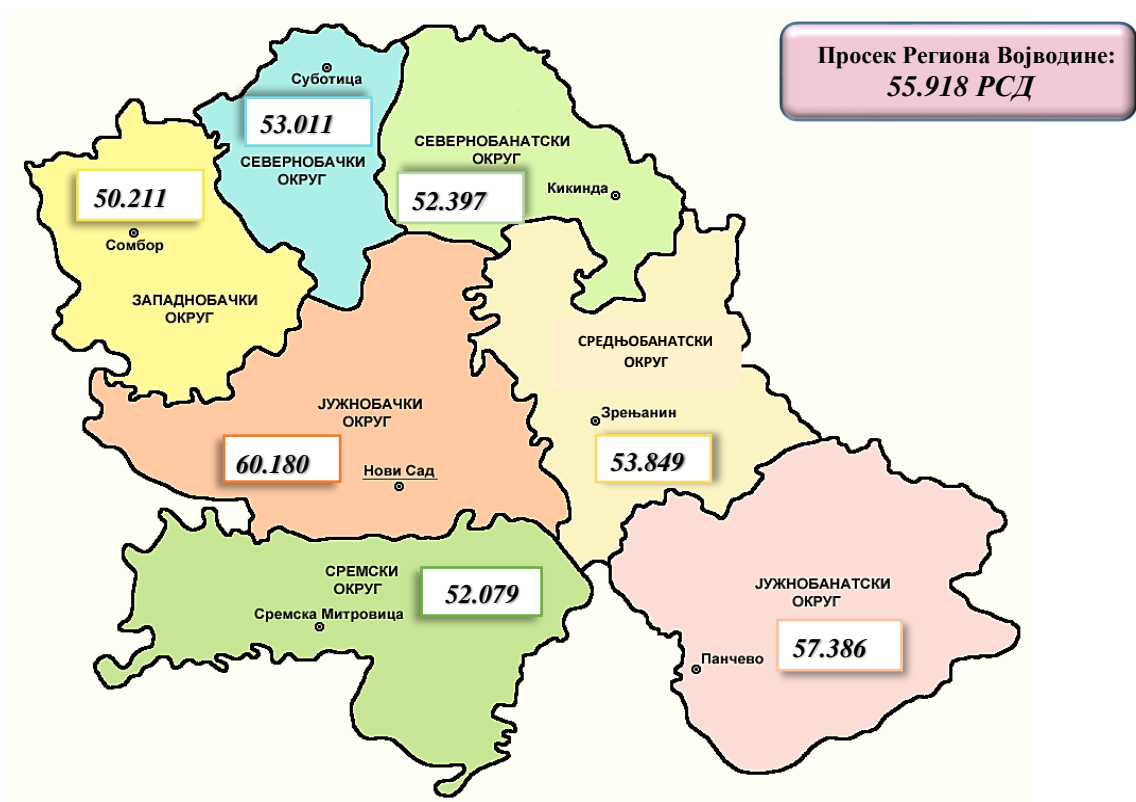 Просек Региона Војводине:
55.918 РСД
Суботица
53.011
СЕВЕРНОБАЧКИ
ОКРУГ
СЕВЕРНОБАНАТСКИ
ОКРУГ
Кикинда
52.397
50.211
Сомбор
ЗАПАДНОБАЧКИ
ОКРУГ
СРЕДЊОБАНАТСКИ
ОКРУГ
Зрењанин
53.849
ЈУЖНОБАЧКИ
ОКРУГ
60.180
Нови Сад
СРЕМСКИ
ОКРУГ
52.079
Сремска Митровица
ЈУЖНОБАНАТСКИ
ОКРУГ
57.386
Панчево